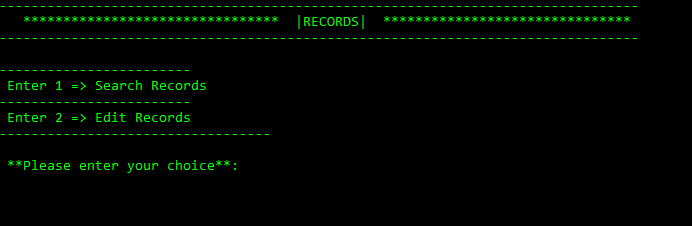 --------------------------------------------------------------------------------
******************************** |RECORDS| *******************************
--------------------------------------------------------------------------------
------------------------
Enter 1 => Search Records
------------------------
Enter 2 => Edit Records
----------------------------------
**Please enter your choice**: